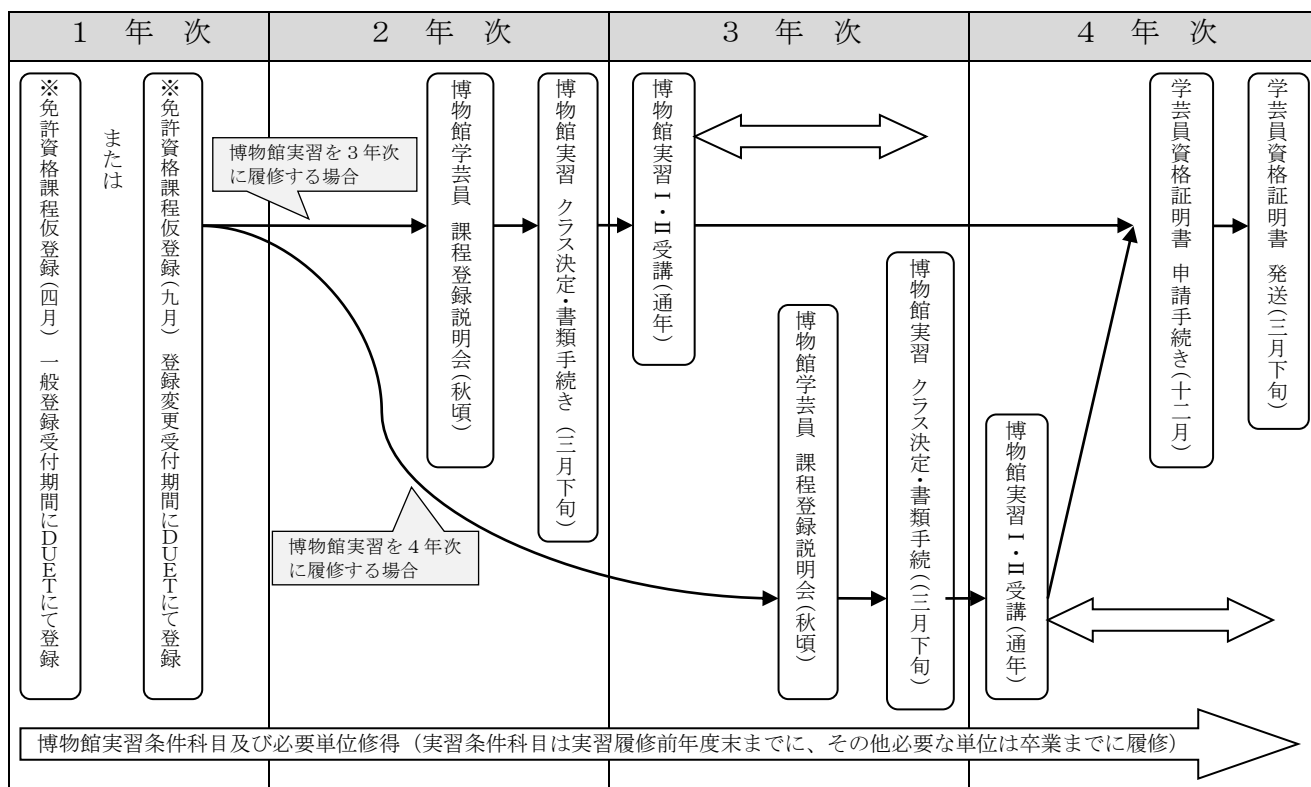 １ 年 次
２ 年 次
３ 年 次
４ 年 次
※免許資格課程仮登録(四月) 一般登録受付期間にDUETにて登録
または
※免許資格課程仮登録(九月) 登録変更受付期間にDUETにて登録
博物館実習を３年次
に履修する場合
博物館学芸員 課程登録説明会(秋頃)
博物館実習 クラス決定・書類手続き (三月下旬)
博物館実習Ⅰ・Ⅱ受講(通年)
学芸員資格証明書 申請手続き(十二月)
学芸員資格証明書 発送(三月下旬)
博物館実習を４年次
に履修する場合
博物館学芸員 課程登録説明会(秋頃)
博物館実習 クラス決定・書類手続((三月下旬)
博物館実習Ⅰ・Ⅱ受講(通年)
博物館実習条件科目及び必要単位修得（実習条件科目は実習履修前年度末までに、その他必要な単位は卒業までに履修）